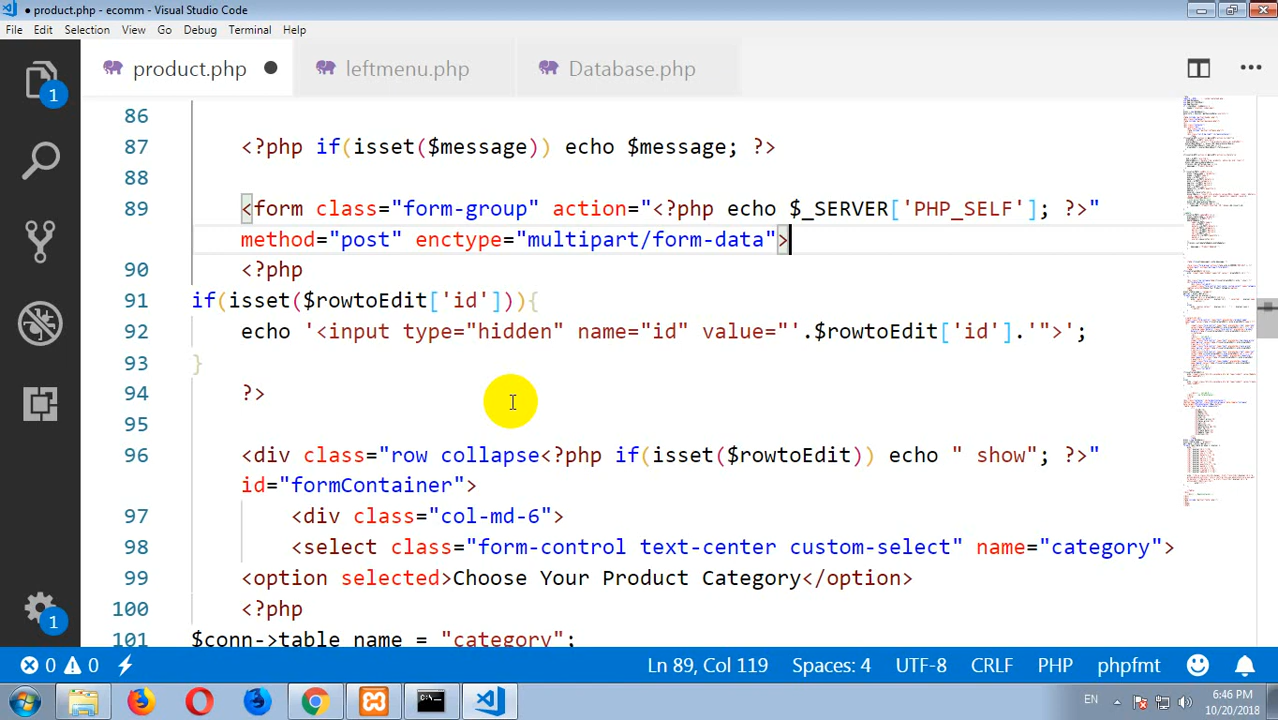 ● product.php - ecomm - Visual Studio Code
File Edit Selection View Go Debug Terminal Help
product.php ● leftmenu.php Database.php
1
86
87 <?php if(isset($message)) echo $message; ?>
88
89 <form class="form-group" action="<?php echo $_SERVER['PHP_SELF']; ?>"
method="post" enctype="multipart/form-data">
90 <?php
91 if(isset($rowtoEdit['id'])){
92 echo '<input type="hidden" name="id" value="'.$rowtoEdit['id'].'">';
93 }
94 ?>
95
96 <div class="row collapse<?php if(isset($rowtoEdit)) echo " show"; ?>"
id="formContainer">
97 <div class="col-md-6">
98 <select class="form-control text-center custom-select" name="category">
99 <option selected>Choose Your Product Category</option>
100 <?php
101 $conn->table_name = "category";
1
0 0 Ln 89, Col 119 Spaces: 4 UTF-8 CRLF PHP phpfmt
EN 6:46 PM
10/20/2018